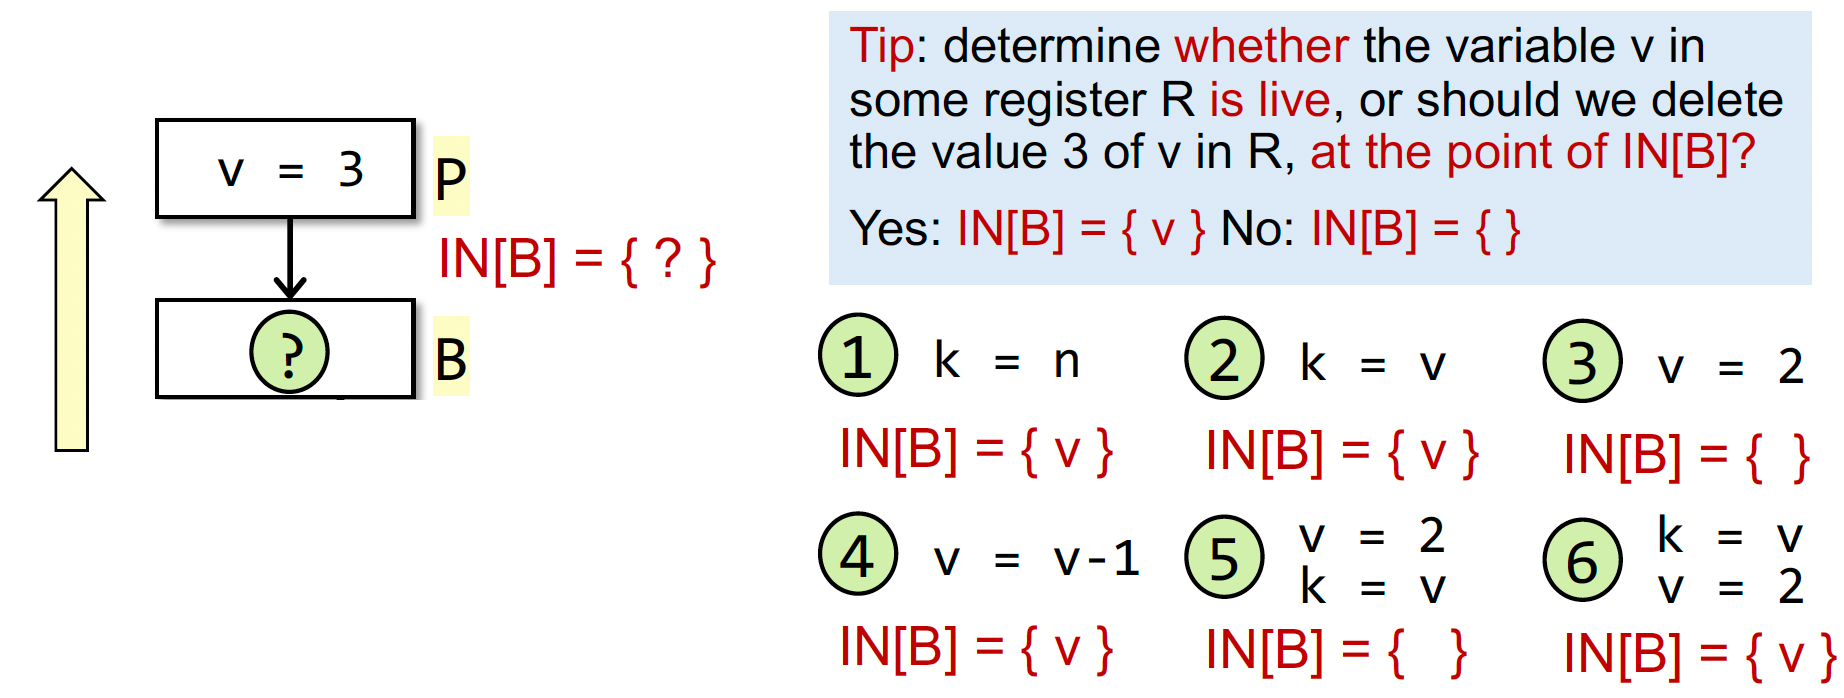 v = 3
P
IN[B] = { ? }
?
B
Tip: determine whether the variable v in
some register R is live, or should we delete
the value 3 of v in R, at the point of IN[B]?
Yes: IN[B] = { v } No: IN[B] = { }
1 k = n
IN[B] = { v }
2 k = v
IN[B] = { v }
3 v = 2
IN[B] = { }
4 v = v-1
IN[B] = { v }
5 v = 2
k = v
IN[B] = { }
6 k = v
v = 2
IN[B] = { v }